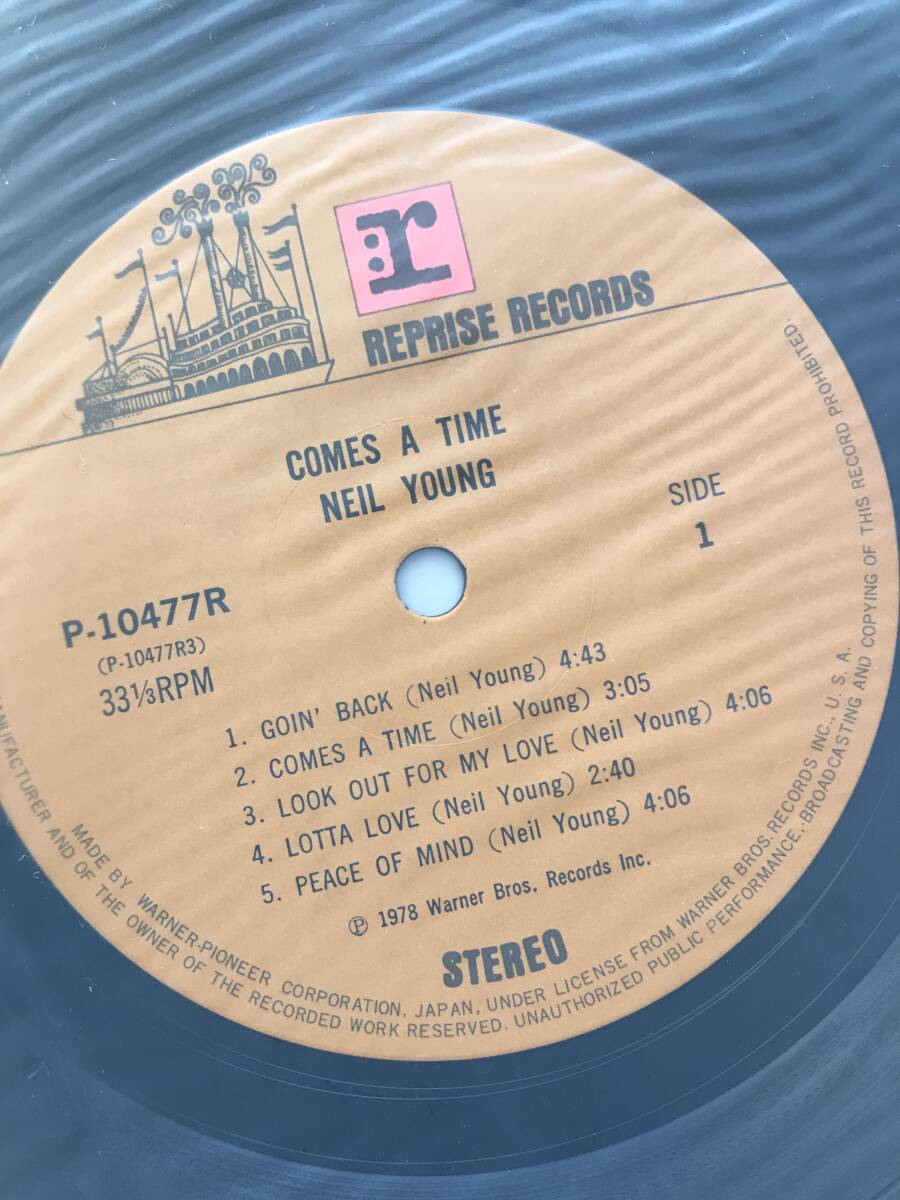 r
REPRISE RECORDS
COMES A TIME
NEIL YOUNG
SIDE
1
P-10477R
(P-10477R3)
33⅓RPM
1. GOIN' BACK (Neil Young) 4:43
2. COMES A TIME (Neil Young) 3:05
3. LOOK OUT FOR MY LOVE (Neil Young) 4:06
4. LOTTA LOVE (Neil Young) 2:40
5. PEACE OF MIND (Neil Young) 4:06
Ⓟ 1978 Warner Bros. Records Inc.
STEREO
MADE BY WARNER-PIONEER CORPORATION, JAPAN, UNDER LICENSE FROM WARNER BROS. RECORDS INC., U. S. A.
MANUFACTURER AND OF THE OWNER OF THE RECORDED WORK RESERVED. UNAUTHORIZED PUBLIC PERFORMANCE. BROADCASTING AND COPYING OF THIS RECORD PROHIBITED.